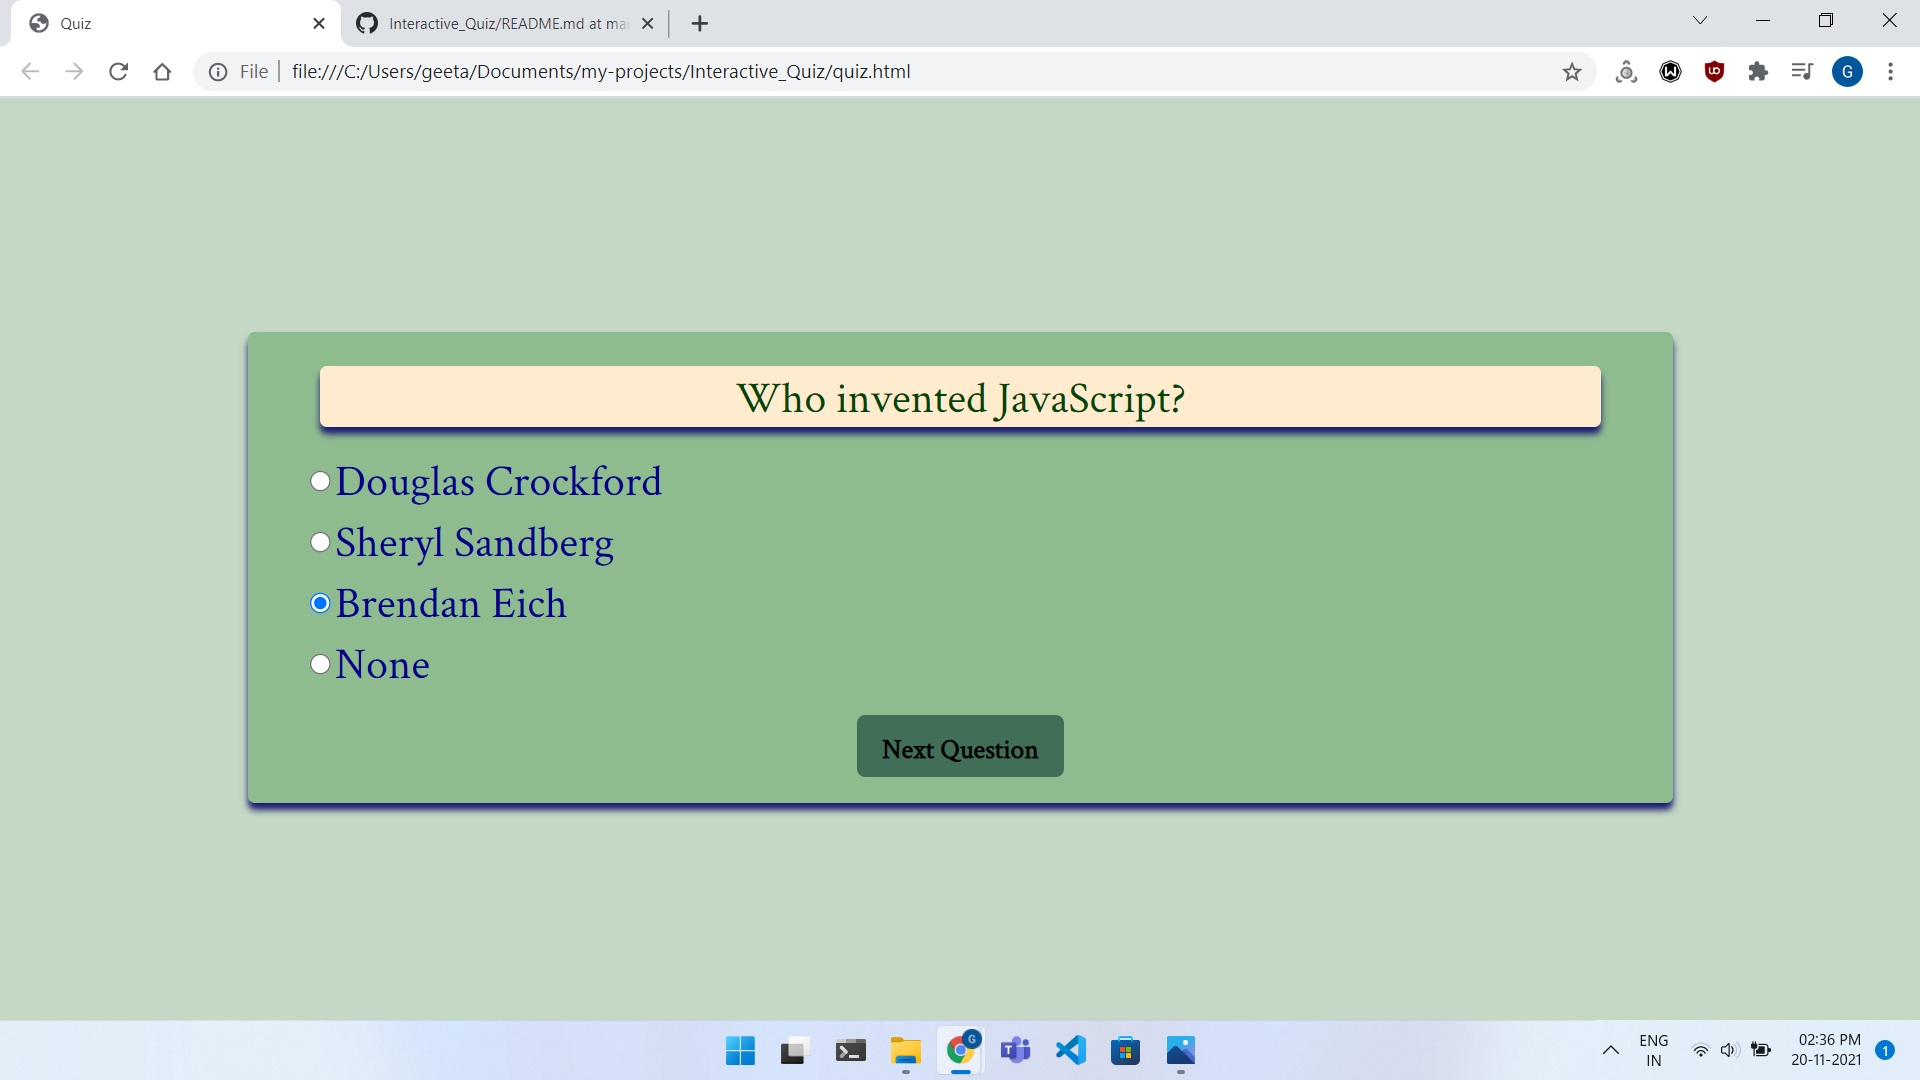 Quiz
Interactive_Quiz/README.md at mai
File
file:///C:/Users/geeta/Documents/my-projects/Interactive_Quiz/quiz.html
G
Who invented JavaScript?
Douglas Crockford
Sheryl Sandberg
Brendan Eich
None
Next Question
G
ENG
IN
02:36 PM
20-11-2021
1